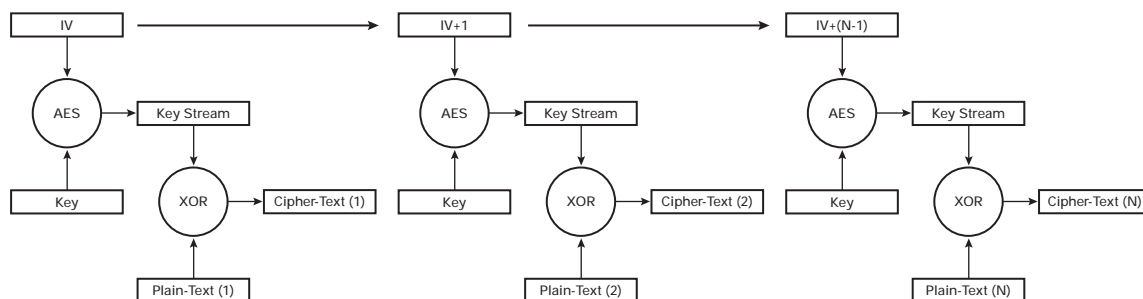 IV
IV+1
IV+(N-1)
AES
Key Stream
AES
Key Stream
AES
Key Stream
Key
XOR
Cipher-Text (1)
Key
XOR
Cipher-Text (2)
Key
XOR
Cipher-Text (N)
Plain-Text (1)
Plain-Text (2)
Plain-Text (N)